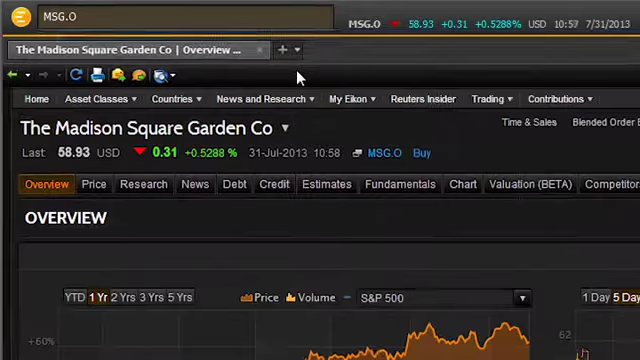 MSG.O
MSG.O 58.93 +0.31 +0.5288% USD 10:57 7/31/2013
The Madison Square Garden Co | Overview ...
Home Asset Classes Countries News and Research My Eikon Reuters Insider Trading Contributions
The Madison Square Garden Co
Time & Sales Blended Order
Last: 58.93 USD 0.31 +0.5288 % 31-Jul-2013 10:58 MSG.O Buy
Overview Price Research News Debt Credit Estimates Fundamentals Chart Valuation (BETA) Competitor
OVERVIEW
YTD 1 Yr 2 Yrs 3 Yrs 5 Yrs Price Volume S&P 500 1 Day 5 Day
+60% 62